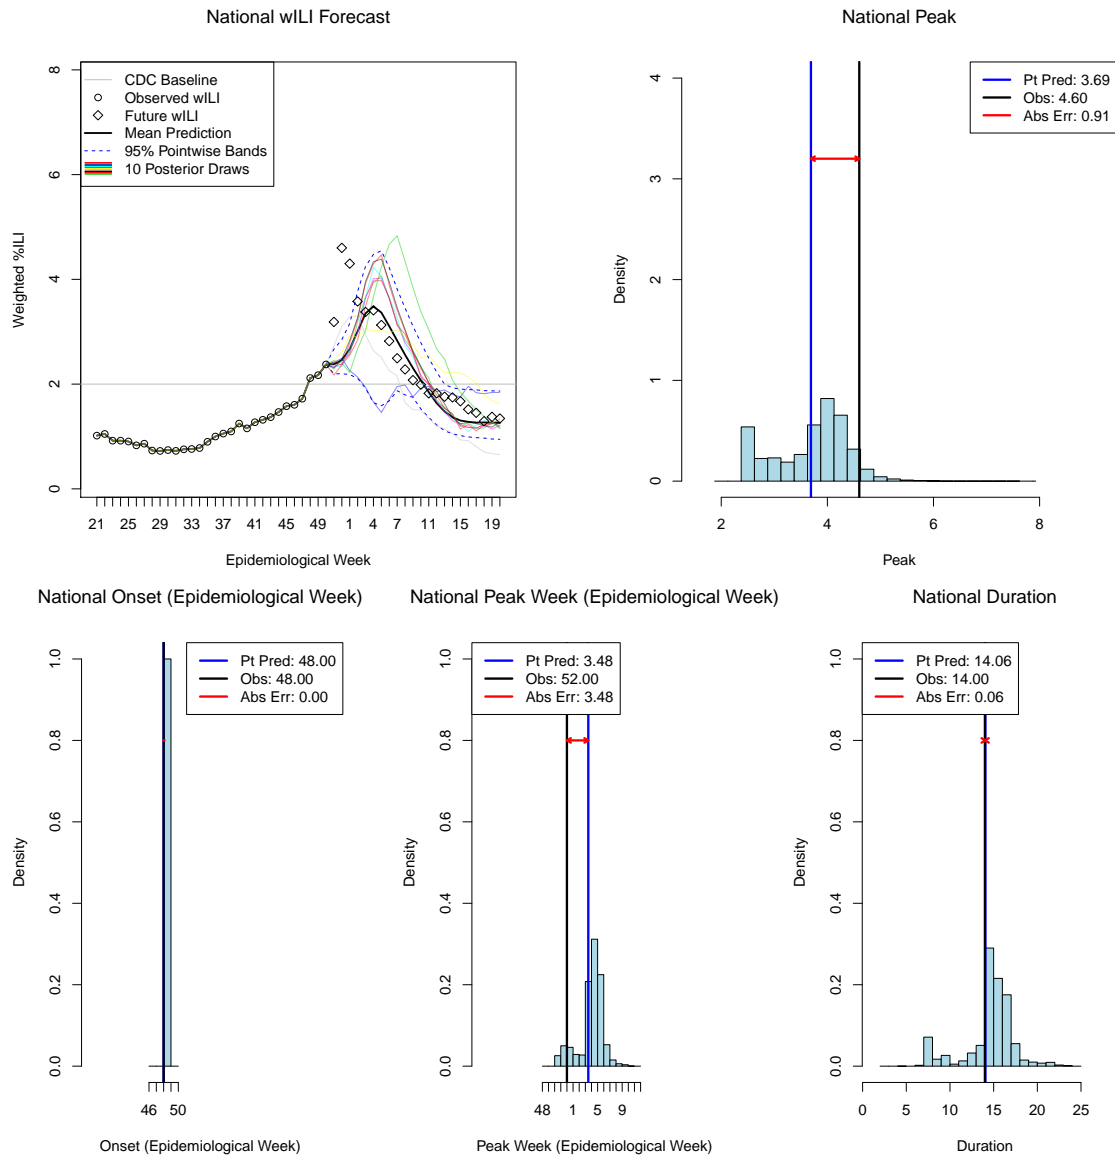 National wILI Forecast
CDC Baseline
Observed wILI
Future wILI
Mean Prediction
95% Pointwise Bands
10 Posterior Draws
Weighted %ILI
0 2 4 6 8
21 25 29 33 37 41 45 49 1 4 7 11 15 19
Epidemiological Week
National Peak
Pt Pred: 3.69
Obs: 4.60
Abs Err: 0.91
Density
0 1 2 3 4
2 4 6 8
Peak
National Onset (Epidemiological Week)
Pt Pred: 48.00
Obs: 48.00
Abs Err: 0.00
Density
0.0 0.2 0.4 0.6 0.8 1.0
46 50
Onset (Epidemiological Week)
National Peak Week (Epidemiological Week)
Pt Pred: 3.48
Obs: 52.00
Abs Err: 3.48
Density
0.0 0.2 0.4 0.6 0.8 1.0
48 1 5 9
Peak Week (Epidemiological Week)
National Duration
Pt Pred: 14.06
Obs: 14.00
Abs Err: 0.06
Density
0.0 0.2 0.4 0.6 0.8 1.0
0 5 10 15 20 25
Duration